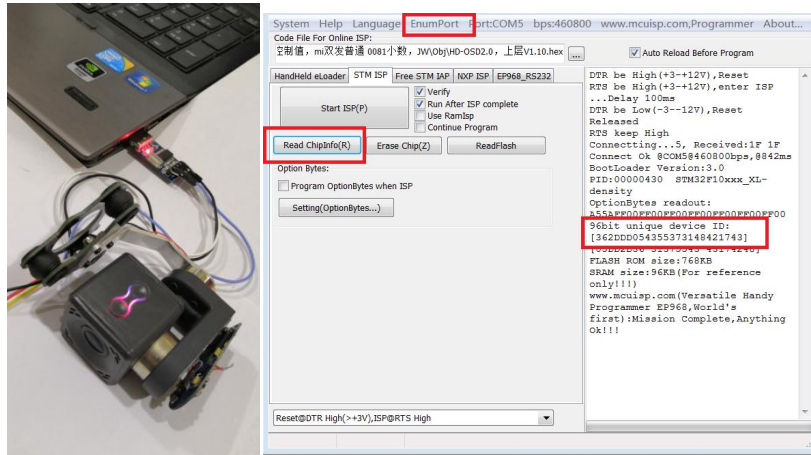 System Help Language EnumPort Port:COM5 bps:460800 www.mcuisp.com,Programmer About...
Code File For Online ISP:
空制值，mi双发普通 0081小数，JW\Obj\HD-OSD2.0，上层V1.10.hex ...
Auto Reload Before Program
HandHeld eLoader STM ISP Free STM IAP NXP ISP EP968_RS232
Start ISP(P)
Verify
Run After ISP complete
Use RamIsp
Continue Program
Read ChipInfo(R) Erase Chip(Z) ReadFlash
Option Bytes:
Program OptionBytes when ISP
Setting(OptionBytes...)
Reset@DTR High(>+3V),ISP@RTS High
DTR be High(+3-+12V),Reset
RTS be High(+3-+12V),enter ISP
...Delay 100ms
DTR be Low(-3--12V),Reset
Released
RTS keep High
Connectting...5, Received:1F 1F
Connect Ok @COM5@460800bps,@842ms
BootLoader Version:3.0
PID:00000430 STM32F10xxx_XL-
density
OptionBytes readout:
A55AFF00FF00FF00FF00FF00FF00FF00
96bit unique device ID:
[362DDD054355373148421743]
FLASH ROM size:768KB
SRAM size:96KB(For reference
only!!!)
www.mcuisp.com(Versatile Handy
Programmer EP968,World's
first):Mission Complete,Anything
Ok!!!